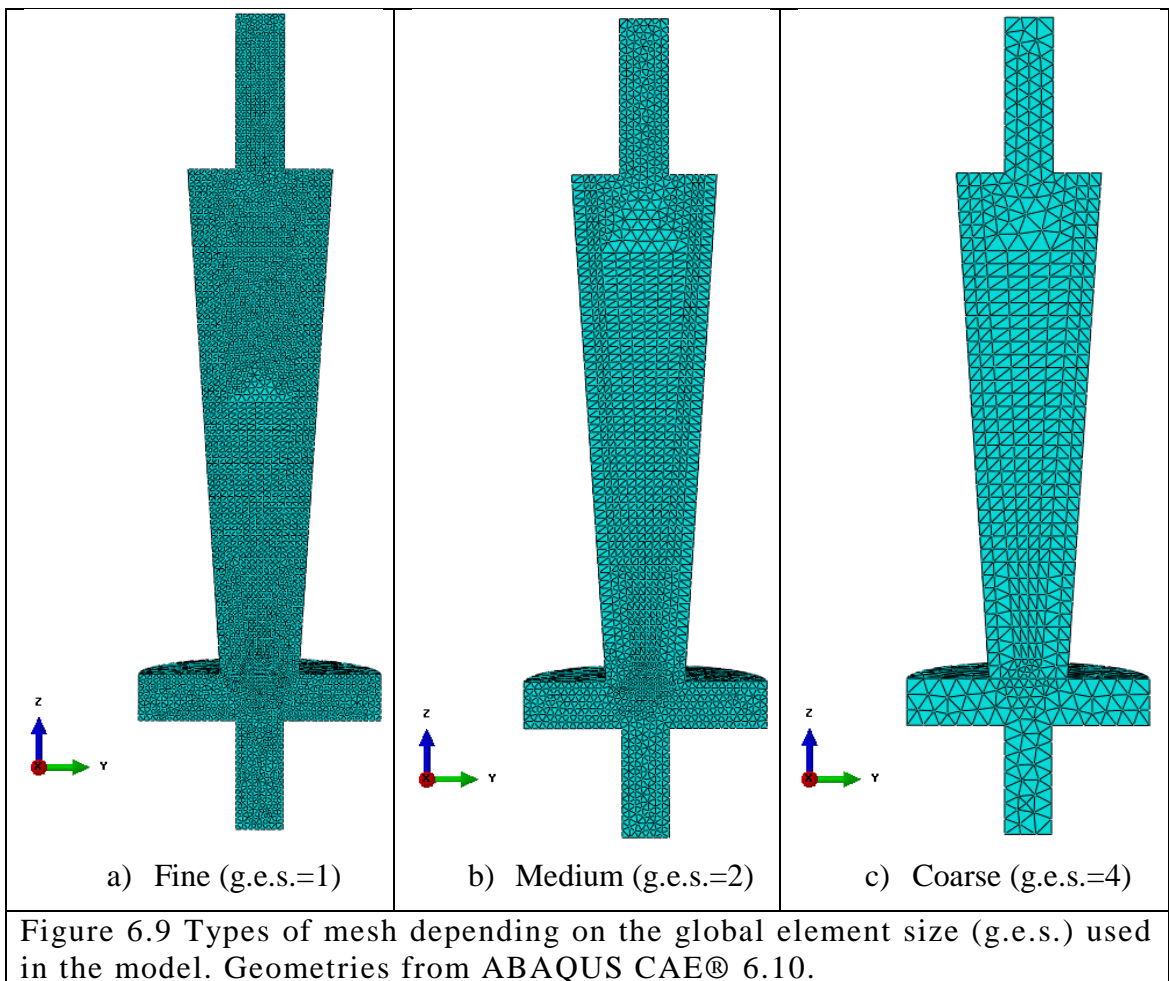 Z
Y
X
a) Fine (g.e.s.=1)
Z
Y
X
b) Medium (g.e.s.=2)
Z
Y
X
c) Coarse (g.e.s.=4)
Figure 6.9 Types of mesh depending on the global element size (g.e.s.) used
in the model. Geometries from ABAQUS CAE® 6.10.